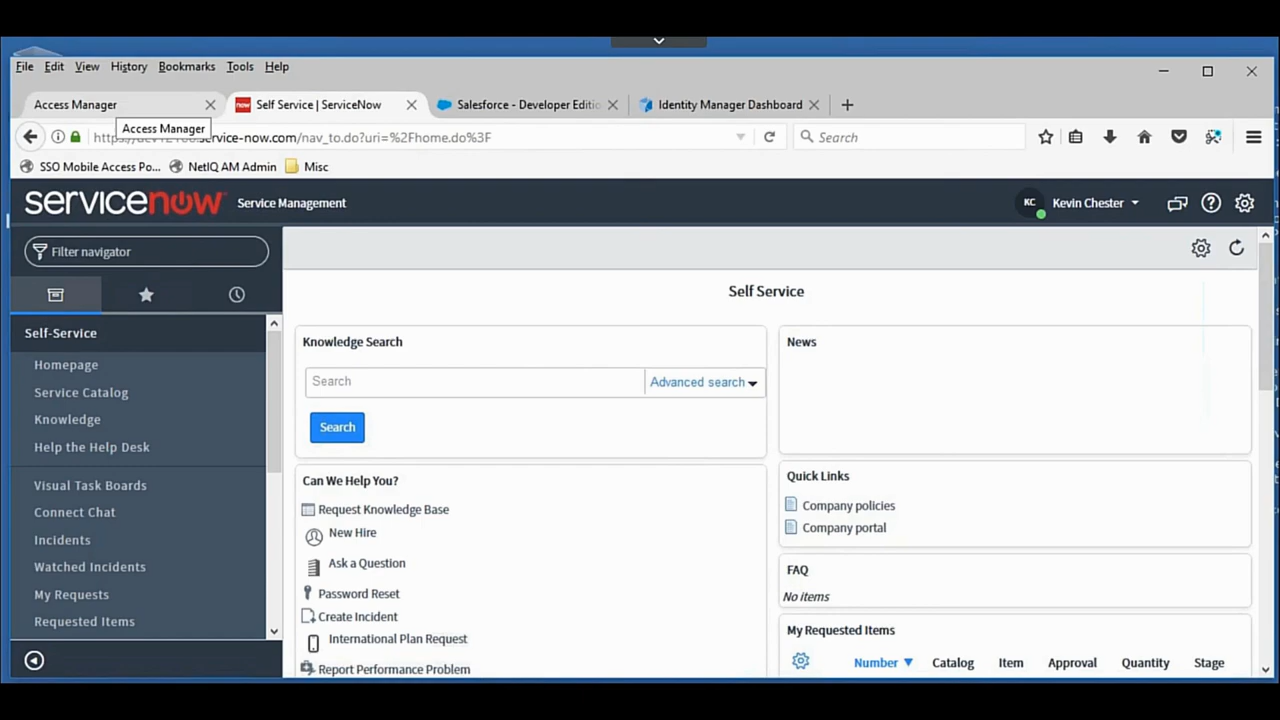 File Edit View History Bookmarks Tools Help
Access Manager
Self Service | ServiceNow
Salesforce - Developer Editio
Identity Manager Dashboard
Access Manager
service-now.com/nav_to.do?uri=%2Fhome.do%3F
Search
SSO Mobile Access Po...
NetIQ AM Admin
Misc
servicenow
Service Management
KC
Kevin Chester
Filter navigator
Self-Service
Homepage
Service Catalog
Knowledge
Help the Help Desk
Visual Task Boards
Connect Chat
Incidents
Watched Incidents
My Requests
Requested Items
Self Service
Knowledge Search
Search
Advanced search
Search
Can We Help You?
Request Knowledge Base
New Hire
Ask a Question
Password Reset
Create Incident
International Plan Request
Report Performance Problem
News
Quick Links
Company policies
Company portal
FAQ
No items
My Requested Items
Number Catalog Item Approval Quantity Stage